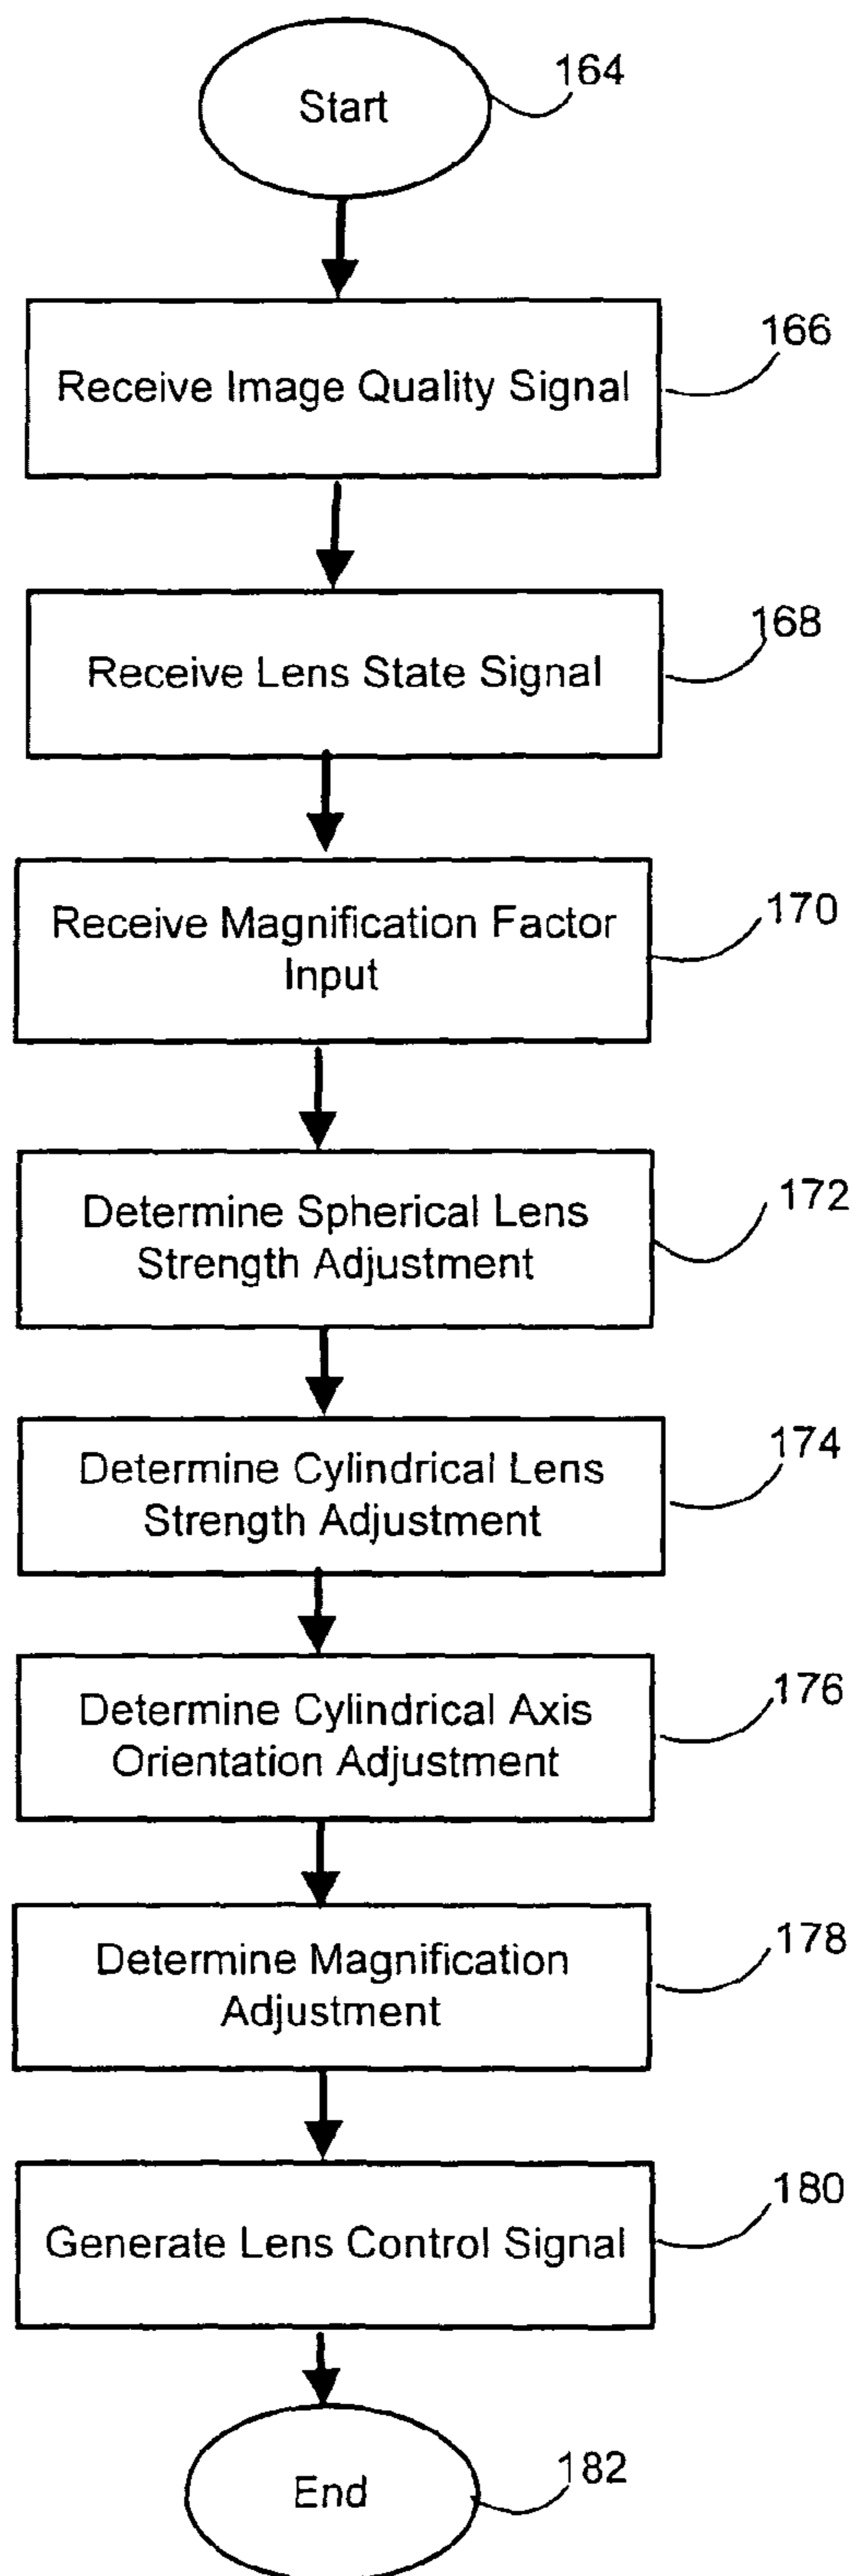 Start
164
Receive Image Quality Signal
166
Receive Lens State Signal
168
Receive Magnification Factor
Input
170
Determine Spherical Lens
Strength Adjustment
172
Determine Cylindrical Lens
Strength Adjustment
174
Determine Cylindrical Axis
Orientation Adjustment
176
Determine Magnification
Adjustment
178
Generate Lens Control Signal
180
End
182